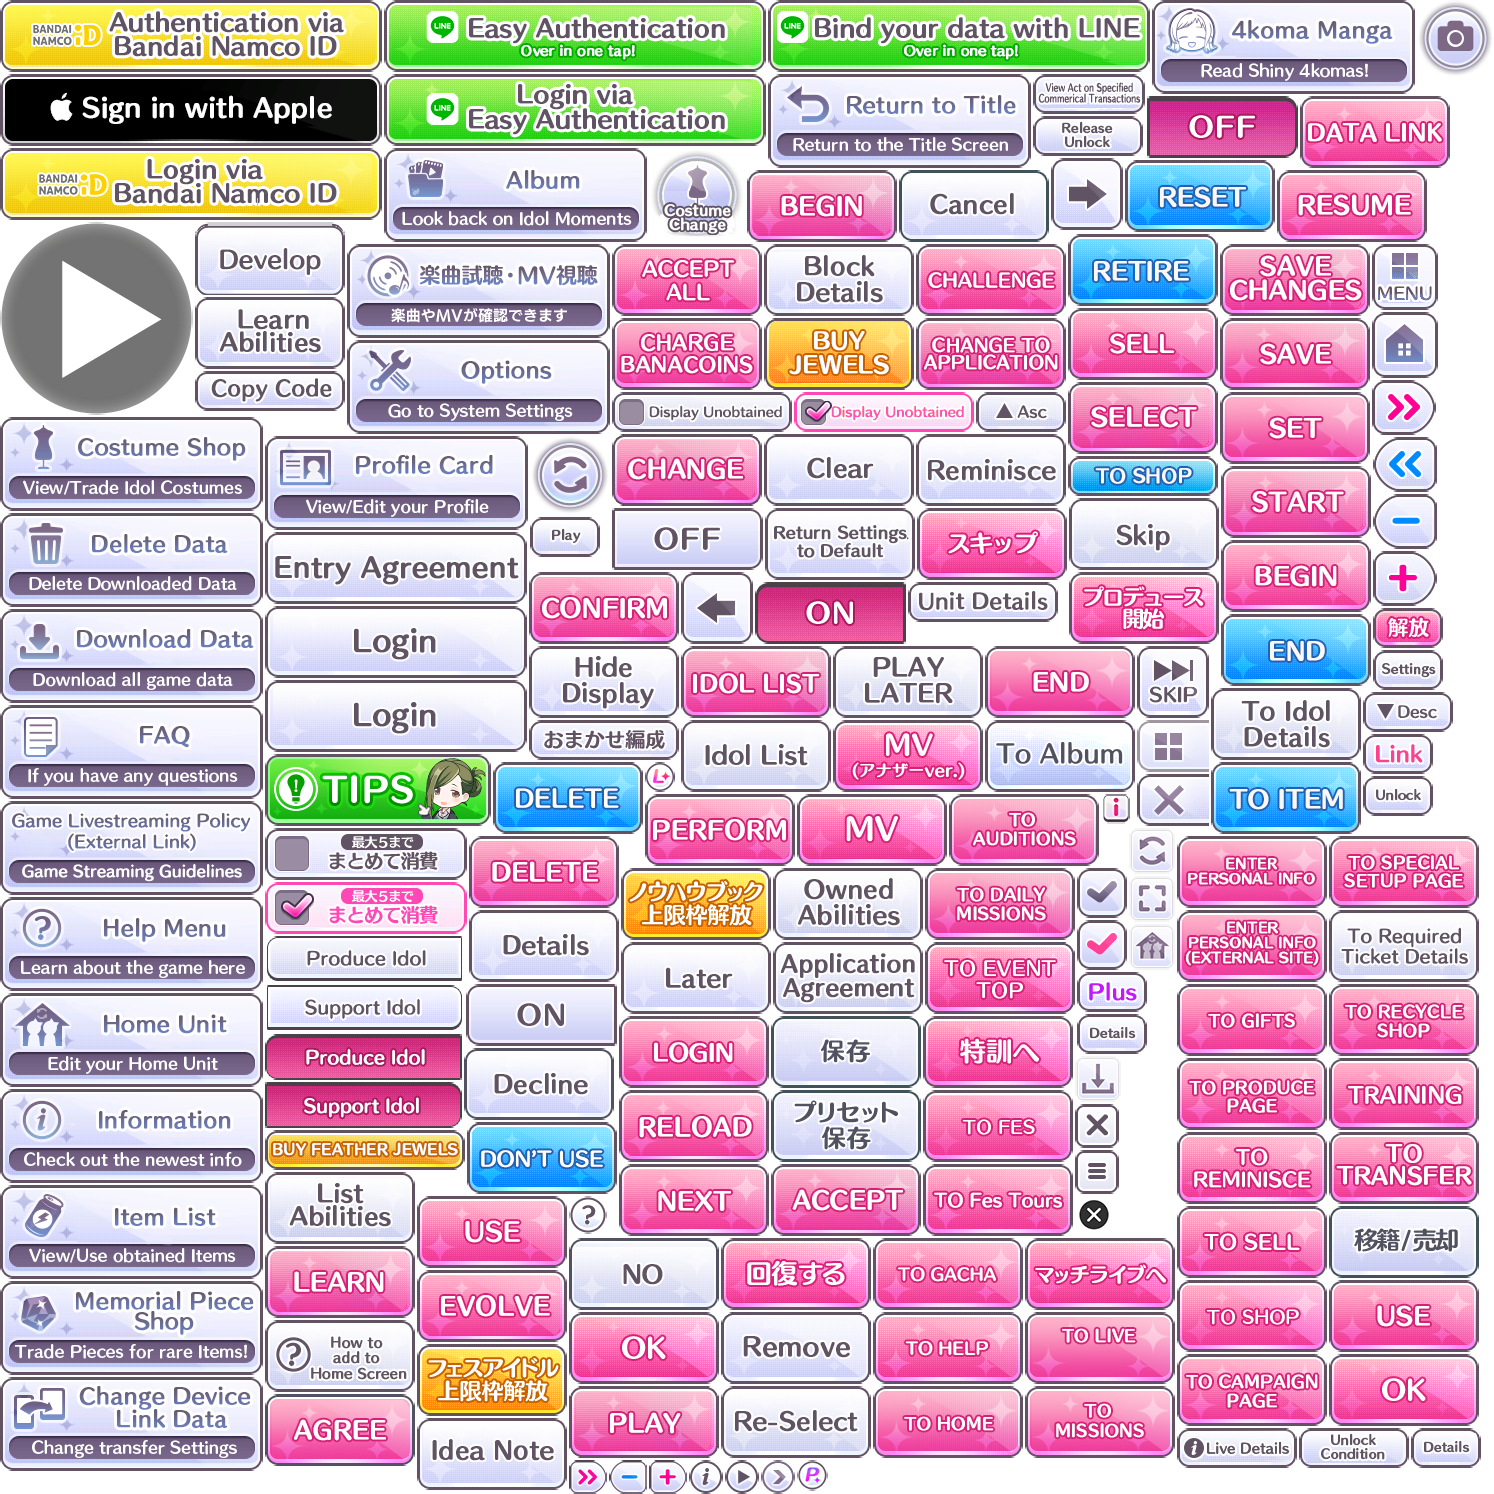 BANDAI
NAMCO
iD
Authentication via
Bandai Namco ID
LINE
Easy Authentication
Over in one tap!
LINE
Bind your data with LINE
Over in one tap!
4koma Manga
Read Shiny 4komas!
Sign in with Apple
LINE
Login via
Easy Authentication
Return to Title
Return to the Title Screen
View Act on Specified
Commerical Transactions
Release
Unlock
OFF
DATA LINK
BANDAI
NAMCO
iD
Login via
Bandai Namco ID
Album
Look back on Idol Moments
Costume
Change
BEGIN
Cancel
RESET
RESUME
Develop
Learn
Abilities
Copy Code
楽曲試聴・MV視聴
楽曲やMVが確認できます
Options
Go to System Settings
ACCEPT
ALL
Block
Details
CHALLENGE
RETIRE
SAVE
CHANGES
MENU
CHARGE
BANACOINS
BUY
JEWELS
CHANGE TO
APPLICATION
SELL
SAVE
Display Unobtained
Display Unobtained
▲Asc
SELECT
SET
Costume Shop
View/Trade Idol Costumes
Profile Card
View/Edit your Profile
CHANGE
Clear
Reminisce
TO SHOP
START
Play
OFF
Return Settings
to Default
スキップ
Skip
Delete Data
Delete Downloaded Data
Entry Agreement
CONFIRM
ON
Unit Details
プロデュース
開始
BEGIN
解放
Download Data
Download all game data
Login
Hide
Display
IDOL LIST
PLAY
LATER
END
SKIP
END
Settings
FAQ
If you have any questions
Login
おまかせ編成
Idol List
MV
(アナザーver.)
To Album
To Idol
Details
▼Desc
Link
TIPS
DELETE
L
PERFORM
MV
TO
AUDITIONS
i
TO ITEM
Unlock
Game Livestreaming Policy
(External Link)
Game Streaming Guidelines
最大5まで
まとめて消費
最大5まで
まとめて消費
DELETE
ノウハウブック
上限枠解放
Owned
Abilities
TO DAILY
MISSIONS
ENTER
PERSONAL INFO
TO SPECIAL
SETUP PAGE
Help Menu
Learn about the game here
Produce Idol
Support Idol
Details
Later
Application
Agreement
TO EVENT
TOP
Plus
Details
ENTER
PERSONAL INFO
(EXTERNAL SITE)
To Required
Ticket Details
Home Unit
Edit your Home Unit
Produce Idol
Support Idol
ON
Decline
LOGIN
保存
特訓へ
TO GIFTS
TO RECYCLE
SHOP
Information
Check out the newest info
BUY FEATHER JEWELS
DON'T USE
RELOAD
プリセット
保存
TO FES
TO PRODUCE
PAGE
TRAINING
Item List
View/Use obtained Items
List
Abilities
USE
?
NEXT
ACCEPT
TO Fes Tours
TO
REMINISCE
TO
TRANSFER
LEARN
EVOLVE
NO
回復する
TO GACHA
マッチライブへ
TO SELL
移籍/売却
Memorial Piece
Shop
Trade Pieces for rare Items!
How to
add to
Home Screen
フェスアイドル
上限枠解放
OK
Remove
TO HELP
TO LIVE
TO SHOP
USE
Change Device
Link Data
Change transfer Settings
AGREE
Idea Note
PLAY
Re-Select
TO HOME
TO
MISSIONS
TO CAMPAIGN
PAGE
OK
i
P
Live Details
Unlock
Condition
Details